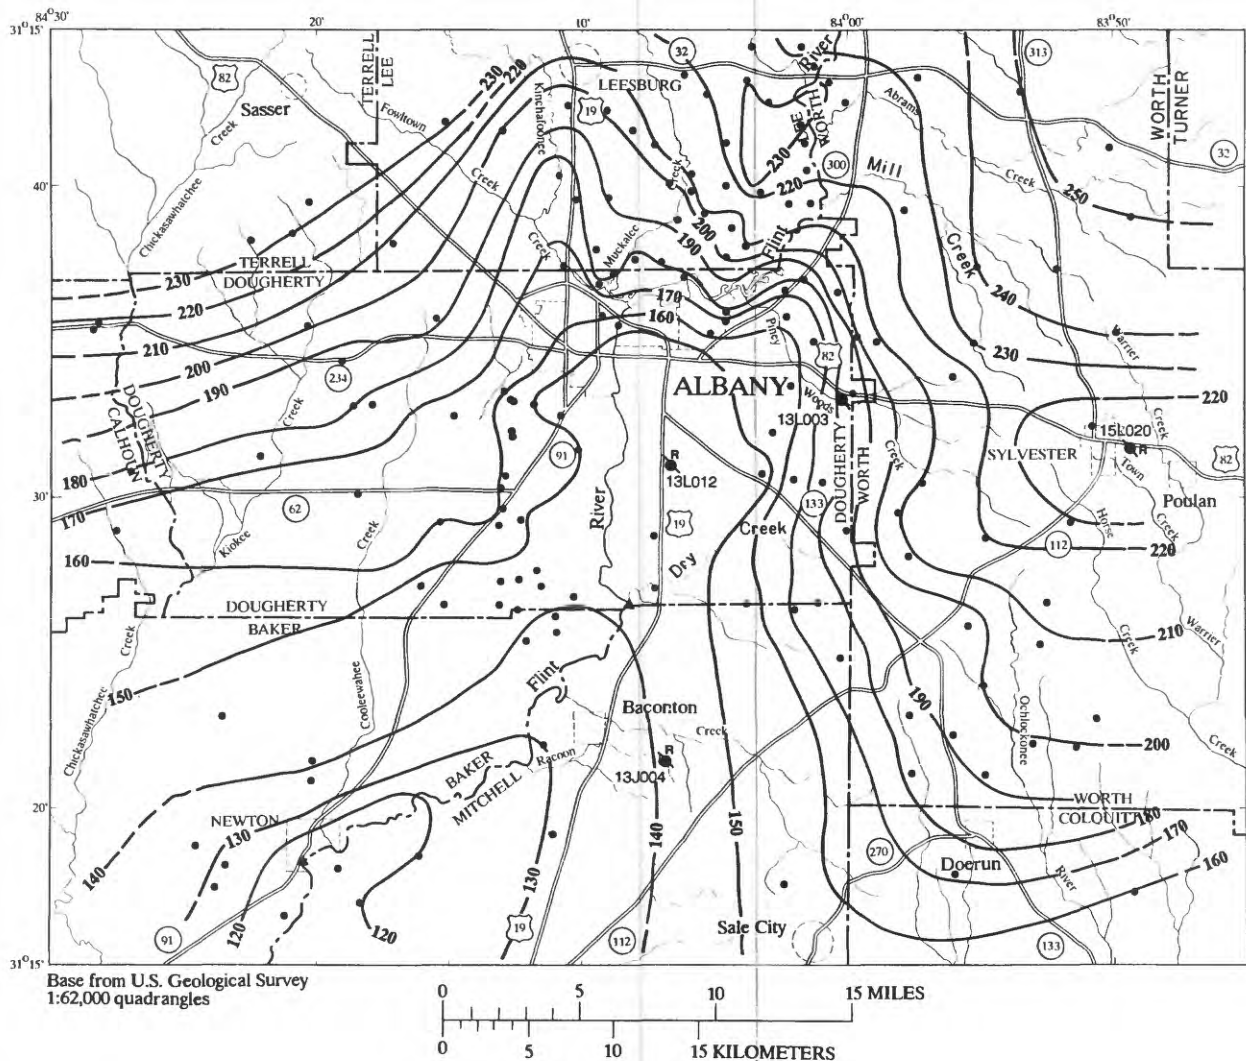 84°30'
20'
10'
84°00'
83°50'
31°15'
82
Sasser
TERRELL
LEE
Fowltown
Creek
230
220
Kinchafoonee
19
LEESBURG
32
River
LEE
WORTH
Abrams
313
WORTH
TURNER
32
300
Mill
Creek
250
40'
Creek
Chickasawhatchee
Creek
Creek
230
220
200
190
Muckalee
Creek
Flint
Creek
TERRELL
DOUGHERTY
230
220
210
200
190
170
160
240
230
Piney
82
Warrior
Creek
234
DOUGHERTY
CALHOUN
Creek
ALBANY
Woods
13L003
220
15L020
R
SYLVESTER
Town
82
Poulan
180
170
91
R
13L012
River
DOUGHERTY
WORTH
Creek
133
30'
62
Kiokee
Creek
19
Creek
Horse
Creek
112
220
160
Dry
DOUGHERTY
BAKER
Creek
Warrior
Creek
210
150
Chickasawhatchee
Cooleewahee
Flint
Baconton
190
Ochlockonee
200
Creek
Creek
R
13J004
BAKER
MITCHELL
Racoon
20'
NEWTON
130
140
150
WORTH
COLQUITT
180
170
160
140
270
Doerun
River
130
120
120
91
19
112
Sale City
133
31°15'
Base from U.S. Geological Survey
1:62,000 quadrangles
0 5 10 15 MILES
0 5 10 15 KILOMETERS